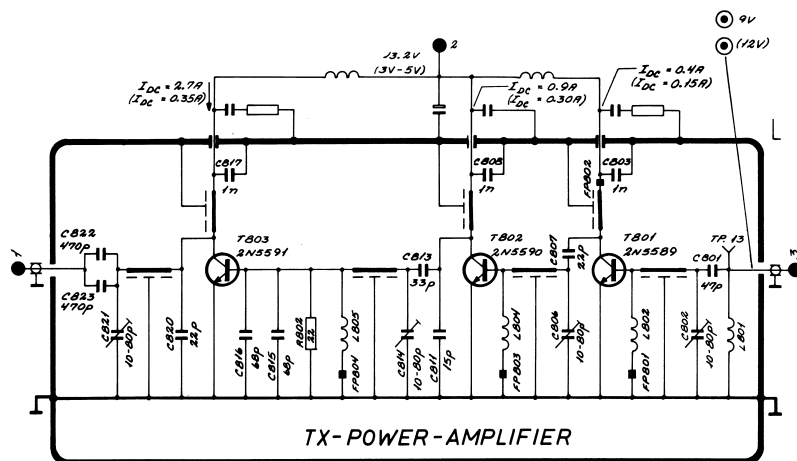 9V
(12V)
2
13.2V
(3V-5V)
IDC = 2.7A
(IDC = 0.35A)
IDC = 0.9A
(IDC = 0.30A)
IDC = 0.4A
(IDC = 0.15A)
L
C817
1n
C808
1n
FP802
C803
1n
1
C822
470p
C823
470p
T803
2N5591
C813
33p
T802
2N5590
C807
22p
T801
2N5589
TP. 13
C801
47p
3
C821
10-80p
C820
22p
C816
68p
C815
68p
R802
22
L805
FP804
C814
10-80p
C811
15p
L804
FP803
C806
10-80p
L802
FP801
C802
10-80p
L801
TX-POWER-AMPLIFIER